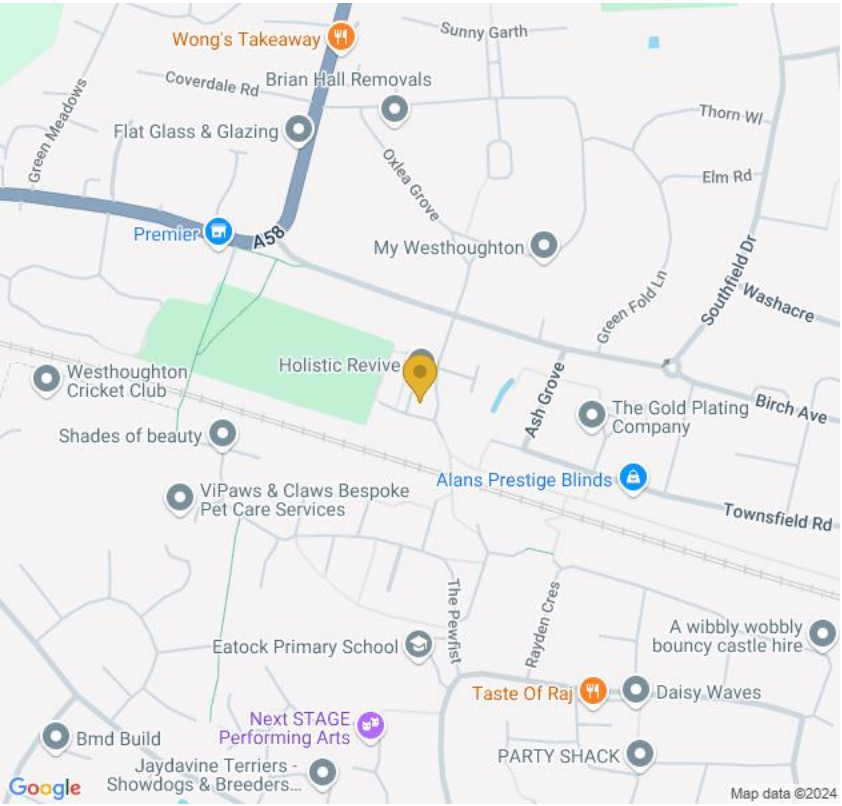 Sunny Garth
Wong's Takeaway
Coverdale Rd
Brian Hall Removals
Green Meadows
Flat Glass & Glazing
Thorn Wl
Oxlea Grove
Elm Rd
Premier
A58
My Westhoughton
Southfield Dr
Green Fold Ln
Washacre
Holistic Revive
Westhoughton
Cricket Club
Ash Grove
Birch Ave
The Gold Plating
Company
Shades of beauty
Alans Prestige Blinds
ViPaws & Claws Bespoke
Pet Care Services
Townsfield Rd
The Pewfist
Rayden Cres
A wibbly wobbly
bouncy castle hire
Eatock Primary School
Taste Of Raj
Daisy Waves
Next STAGE
Performing Arts
Bmd Build
PARTY SHACK
Jaydavine Terriers -
Showdogs & Breeders...
Google
Map data ©2024